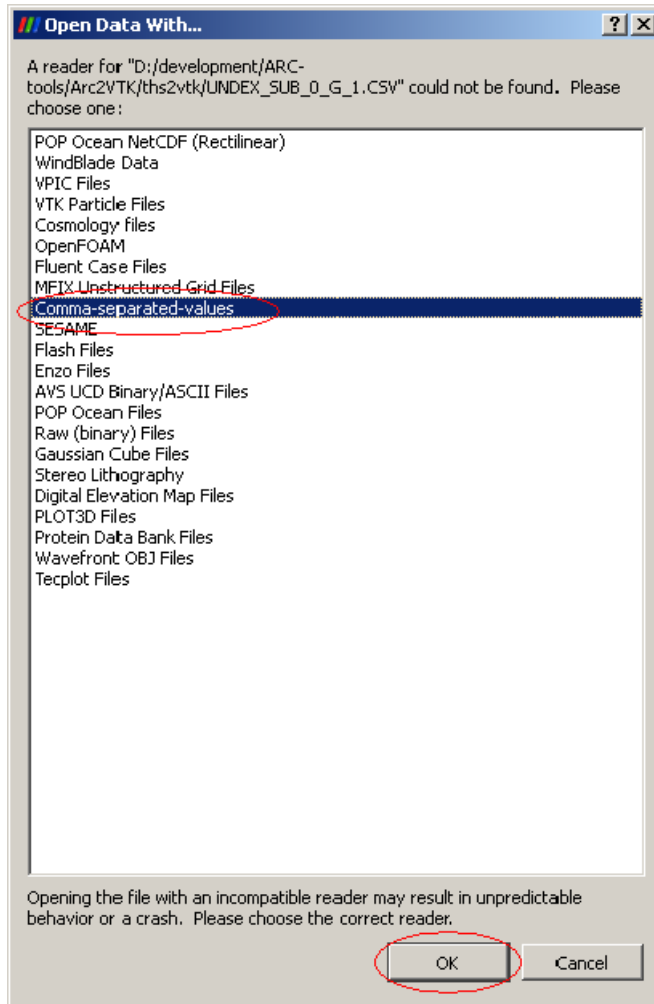 Open Data With...
A reader for "D:/development/ARC-
tools/Arc2VTK/ths2vtk/UNDEX_SUB_0_G_1.CSV" could not be found. Please
choose one:
POP Ocean NetCDF (Rectilinear)
WindBlade Data
VPIC Files
VTK Particle Files
Cosmology files
OpenFOAM
Fluent Case Files
MFIX Unstructured Grid Files
Comma-separated-values
SESAME
Flash Files
Enzo Files
AVS UCD Binary/ASCII Files
POP Ocean Files
Raw (binary) Files
Gaussian Cube Files
Stereo Lithography
Digital Elevation Map Files
PLOT3D Files
Protein Data Bank Files
Wavefront OBJ Files
Tecplot Files
Opening the file with an incompatible reader may result in unpredictable
behavior or a crash. Please choose the correct reader.
OK
Cancel